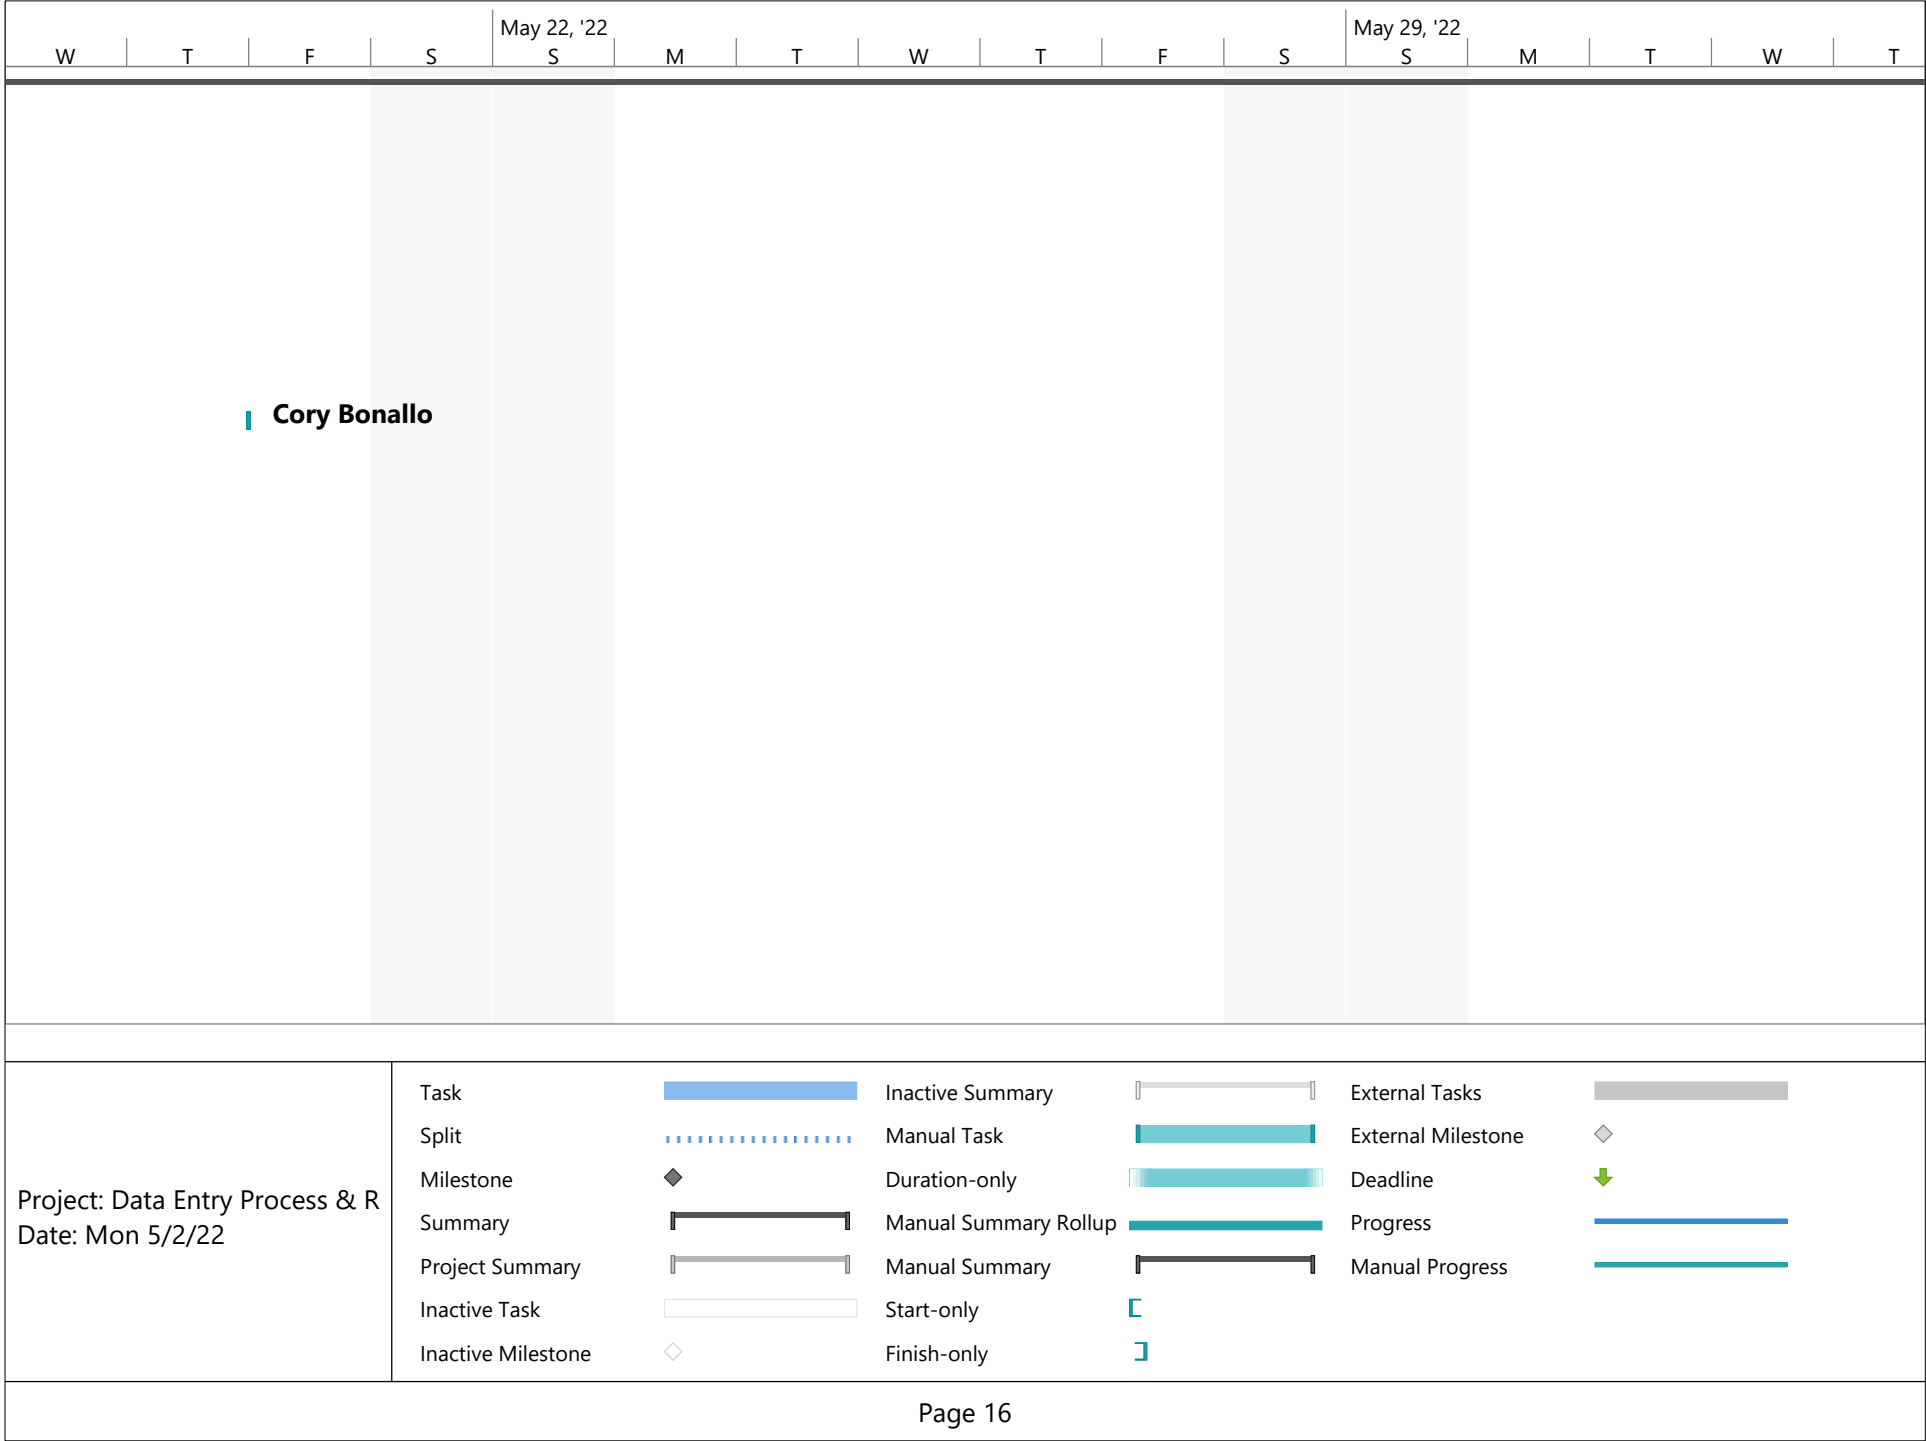 May 22, '22 May 29, '22
W T F S S M T W T F S S M T W T
Cory Bonallo
Project: Data Entry Process & R
Date: Mon 5/2/22
Task
Split
Milestone
Summary
Project Summary
Inactive Task
Inactive Milestone
Inactive Summary
Manual Task
Duration-only
Manual Summary Rollup
Manual Summary
Start-only
Finish-only
External Tasks
External Milestone
Deadline
Progress
Manual Progress
Page 16